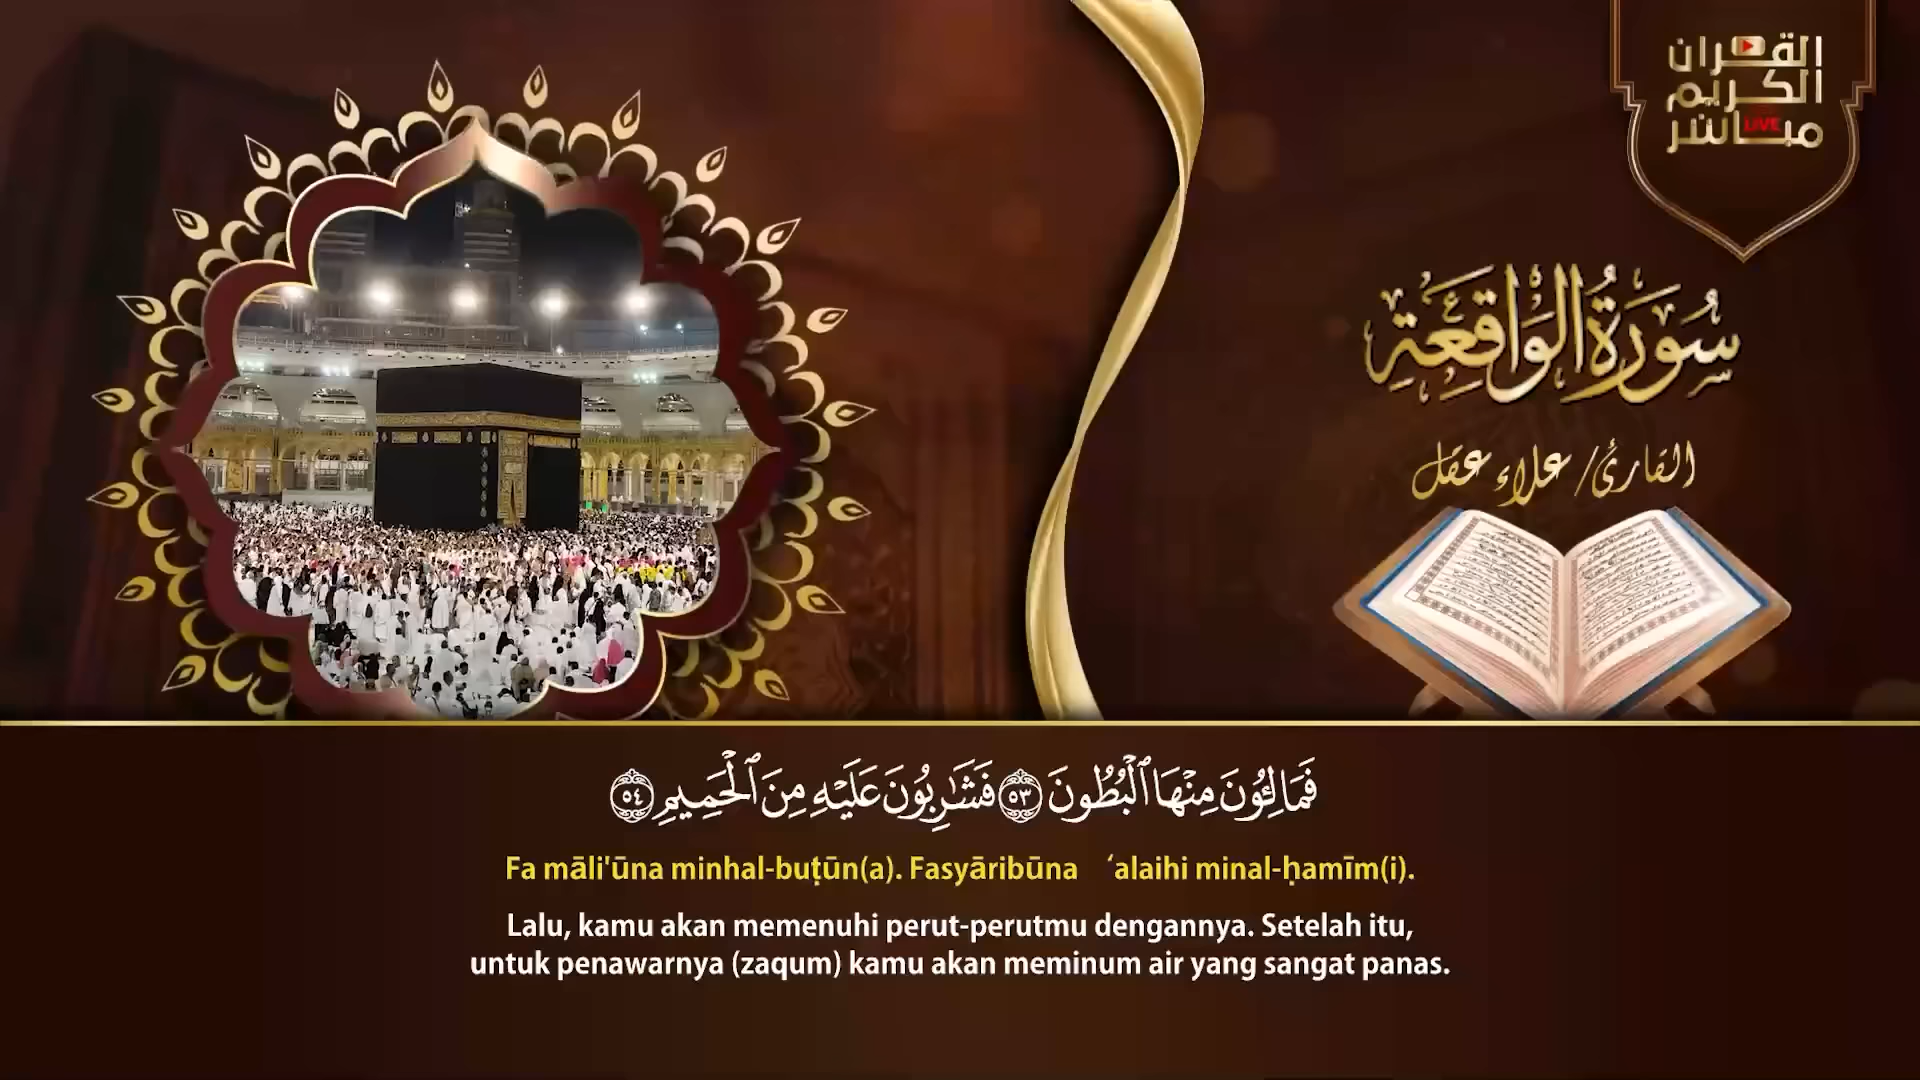 القرآن
الكريم
مباشر
LIVE
سُورَةُ الوَاقِعَةِ
القارئ/ علاء عقل
فَمَالِـُٔونَ مِنْهَا ٱلْبُطُونَ ٥٣ فَشَـٰرِبُونَ عَلَيْهِ مِنَ ٱلْحَمِيمِ ٥٤
Fa māli'ūna minhal-buṭūn(a). Fasyāribūna ‘alaihi minal-ḥamīm(i).
Lalu, kamu akan memenuhi perut-perutmu dengannya. Setelah itu,
untuk penawarnya (zaqum) kamu akan meminum air yang sangat panas.